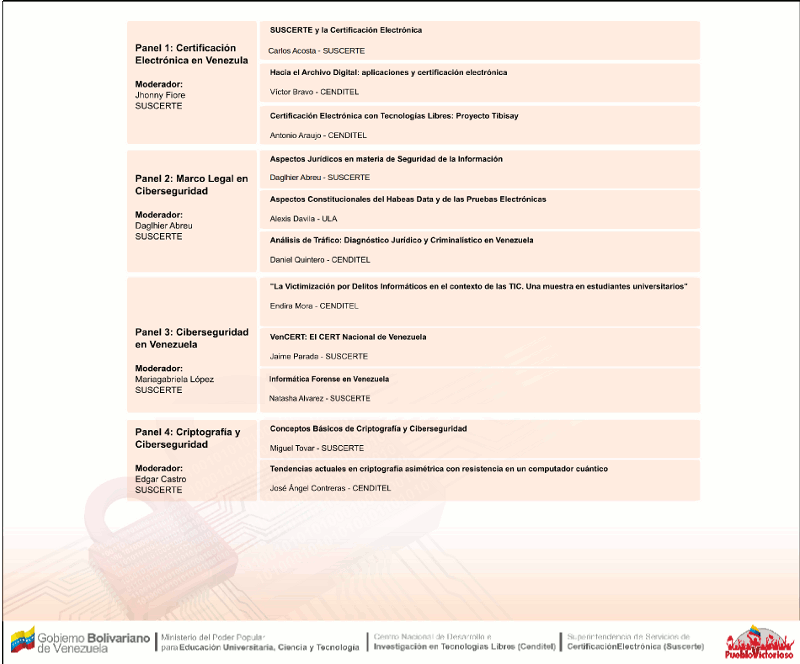 Panel 1: Certificación
Electrónica en Venezula
Moderador:
Jhonny Fiore
SUSCERTE
SUSCERTE y la Certificación Electrónica
Carlos Acosta - SUSCERTE
Hacia el Archivo Digital: aplicaciones y certificación electrónica
Víctor Bravo - CENDITEL
Certificación Electrónica con Tecnologías Libres: Proyecto Tibisay
Antonio Araujo - CENDITEL
Panel 2: Marco Legal en
Ciberseguridad
Moderador:
Daglhier Abreu
SUSCERTE
Aspectos Jurídicos en materia de Seguridad de la Información
Daglhier Abreu - SUSCERTE
Aspectos Constitucionales del Habeas Data y de las Pruebas Electrónicas
Alexis Davila - ULA
Análisis de Tráfico: Diagnóstico Jurídico y Criminalístico en Venezuela
Daniel Quintero - CENDITEL
Panel 3: Ciberseguridad
en Venezuela
Moderador:
Mariagabriela López
SUSCERTE
"La Victimización por Delitos Informáticos en el contexto de las TIC. Una muestra en estudiantes universitarios"
Endira Mora - CENDITEL
VenCERT: El CERT Nacional de Venezuela
Jaime Parada - SUSCERTE
Informática Forense en Venezuela
Natasha Alvarez - SUSCERTE
Panel 4: Criptografía y
Ciberseguridad
Moderador:
Edgar Castro
SUSCERTE
Conceptos Básicos de Criptografía y Ciberseguridad
Miguel Tovar - SUSCERTE
Tendencias actuales en criptografía asimétrica con resistencia en un computador cuántico
José Ángel Contreras - CENDITEL
Gobierno Bolivariano
de Venezuela
Ministerio del Poder Popular
para Educación Universitaria, Ciencia y Tecnología
Centro Nacional de Desarrollo e
Investigación en Tecnologías Libres (Cenditel)
Superintendencia de Servicios de
CertificaciónElectrónica (Suscerte)
PuebloVictorioso